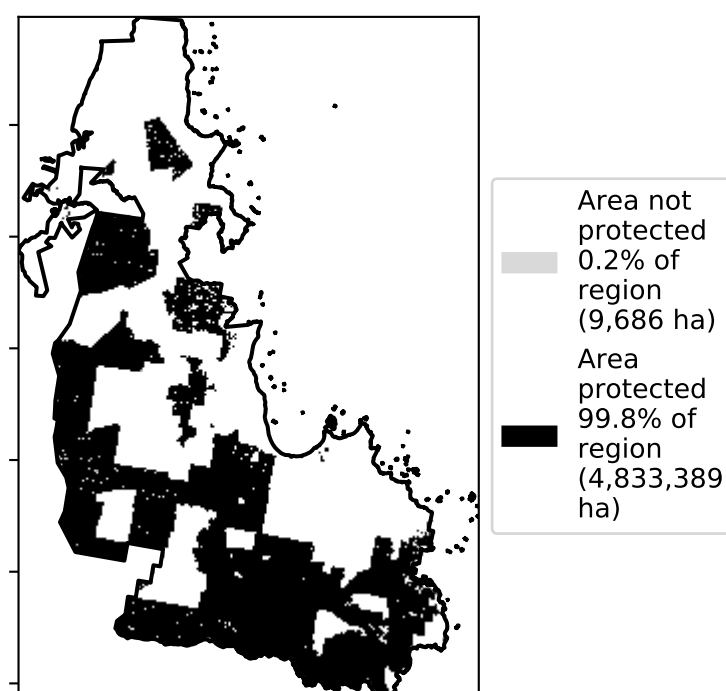 Area not
protected
0.2% of
region
(9,686 ha)
Area
protected
99.8% of
region
(4,833,389
ha)